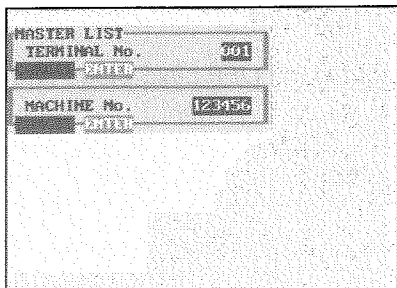 MASTER LIST
TERMINAL No. 001
ENTER
MACHINE No. 123456
ENTER